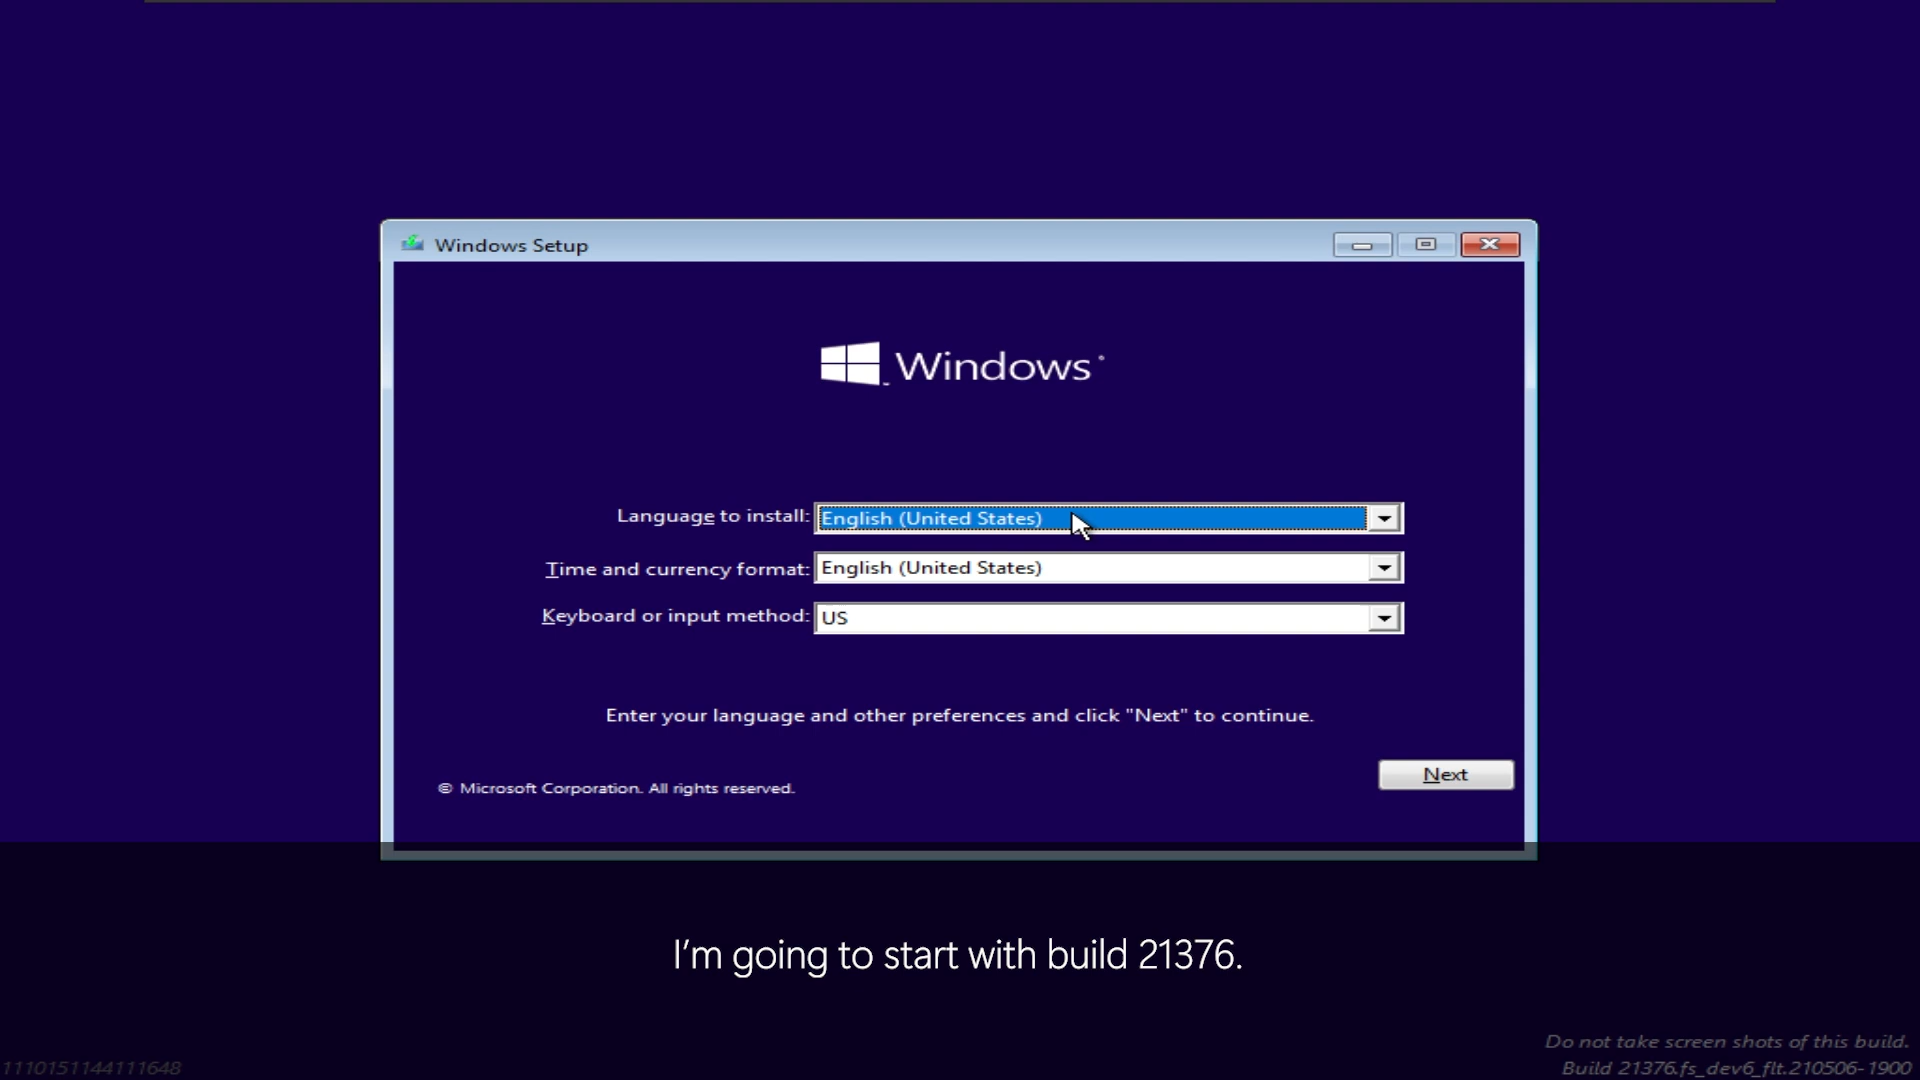 Windows Setup
Windows
Language to install: English (United States)
Time and currency format: English (United States)
Keyboard or input method: US
Enter your language and other preferences and click "Next" to continue.
Next
© Microsoft Corporation. All rights reserved.
I'm going to start with build 21376.
Do not take screen shots of this build.
1110151144111648
Build 21376.fs_dev6_flt.210506-1900